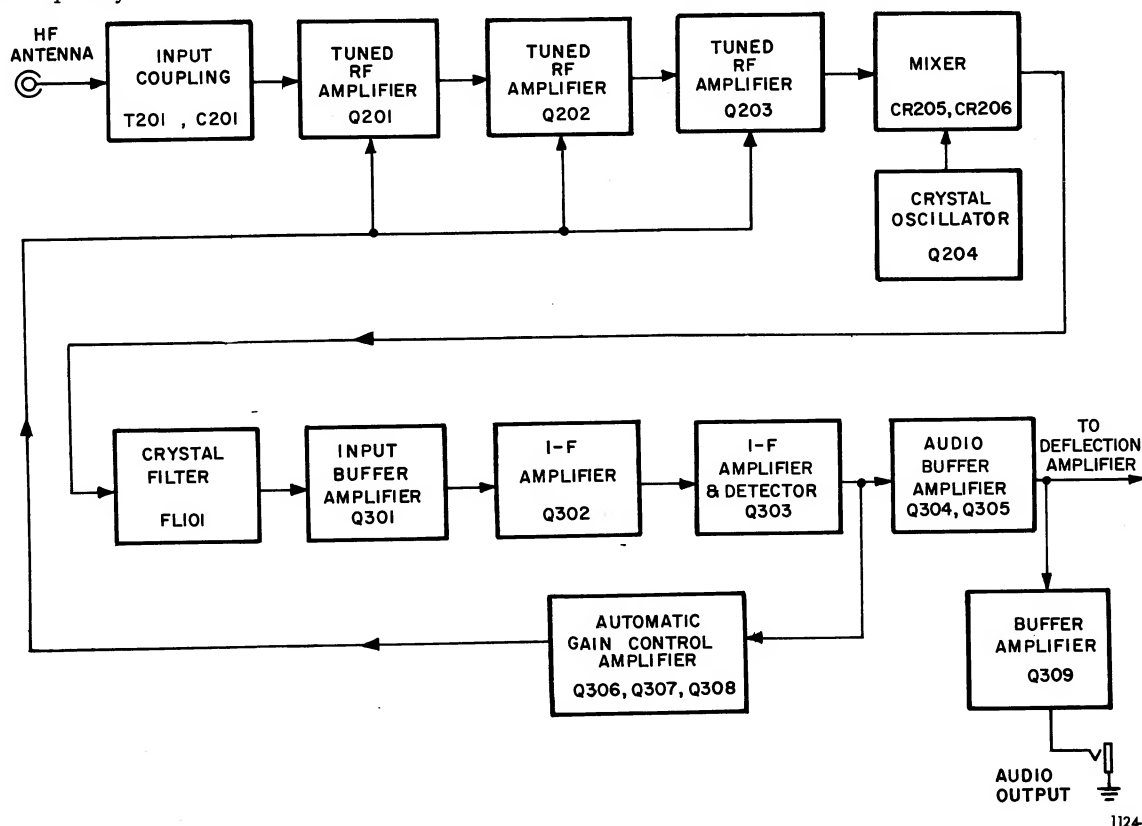 HF
ANTENNA
INPUT
COUPLING
T201 , C201
TUNED
RF
AMPLIFIER
Q201
TUNED
RF
AMPLIFIER
Q202
TUNED
RF
AMPLIFIER
Q203
MIXER
CR205, CR206
CRYSTAL
OSCILLATOR
Q204
CRYSTAL
FILTER
FL101
INPUT
BUFFER
AMPLIFIER
Q301
I-F
AMPLIFIER
Q302
I-F
AMPLIFIER
& DETECTOR
Q303
AUDIO
BUFFER
AMPLIFIER
Q304, Q305
TO
DEFLECTION
AMPLIFIER
AUTOMATIC
GAIN CONTROL
AMPLIFIER
Q306, Q307, Q308
BUFFER
AMPLIFIER
Q309
AUDIO
OUTPUT
1124-